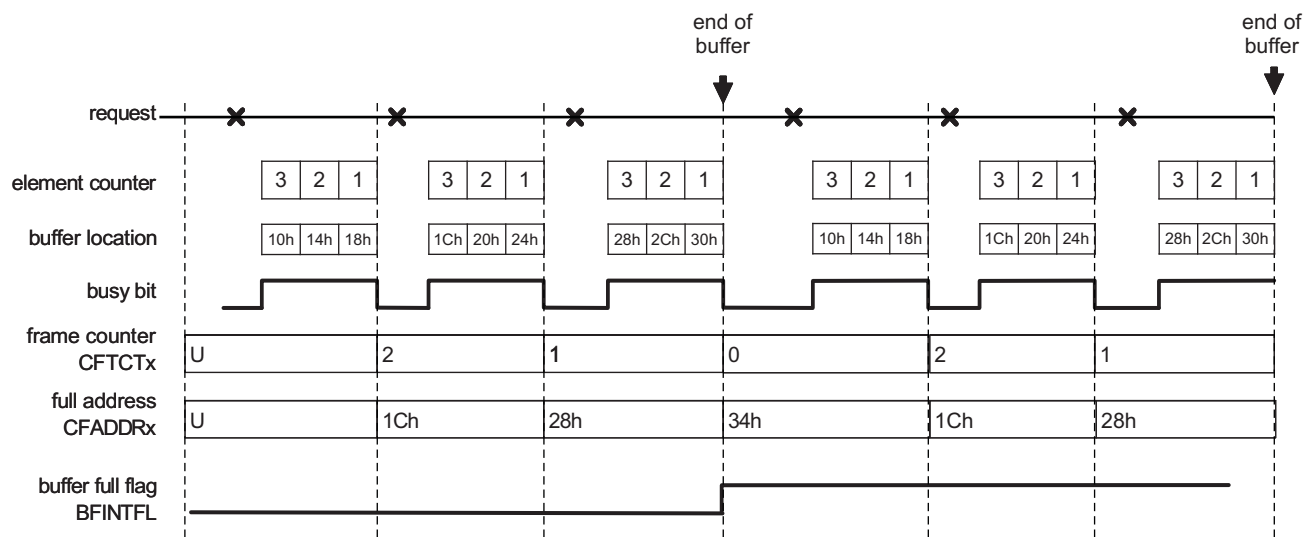 end of
buffer
end of
buffer
request
element counter
3 2 1 3 2 1 3 2 1 3 2 1 3 2 1 3 2 1
buffer location
10h 14h 18h 1Ch 20h 24h 28h 2Ch 30h 10h 14h 18h 1Ch 20h 24h 28h 2Ch 30h
busy bit
frame counter
CFTCTx
U 2 1 0 2 1
full address
CFADDRx
U 1Ch 28h 34h 1Ch 28h
buffer full flag
BFINTFL